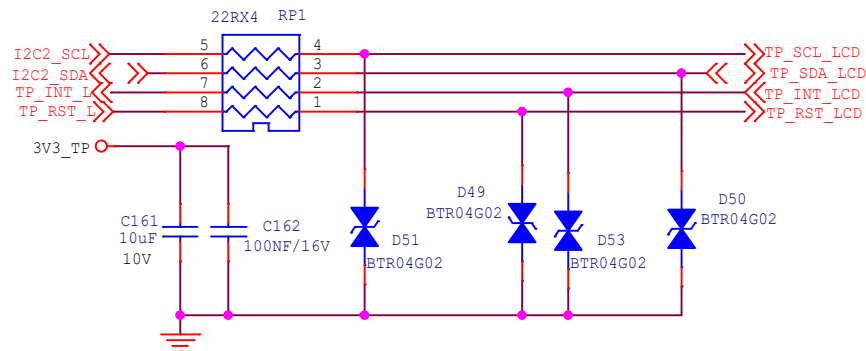 22RX4 RP1
I2C2_SCL 5 4 TP_SCL_LCD
I2C2_SDA 6 3 TP_SDA_LCD
TP_INT_L 7 2 TP_INT_LCD
TP_RST_L 8 1 TP_RST_LCD
3V3_TP
C161
10uF
10V
C162
100NF/16V
D51
BTR04G02
D49
BTR04G02
D53
BTR04G02
D50
BTR04G02